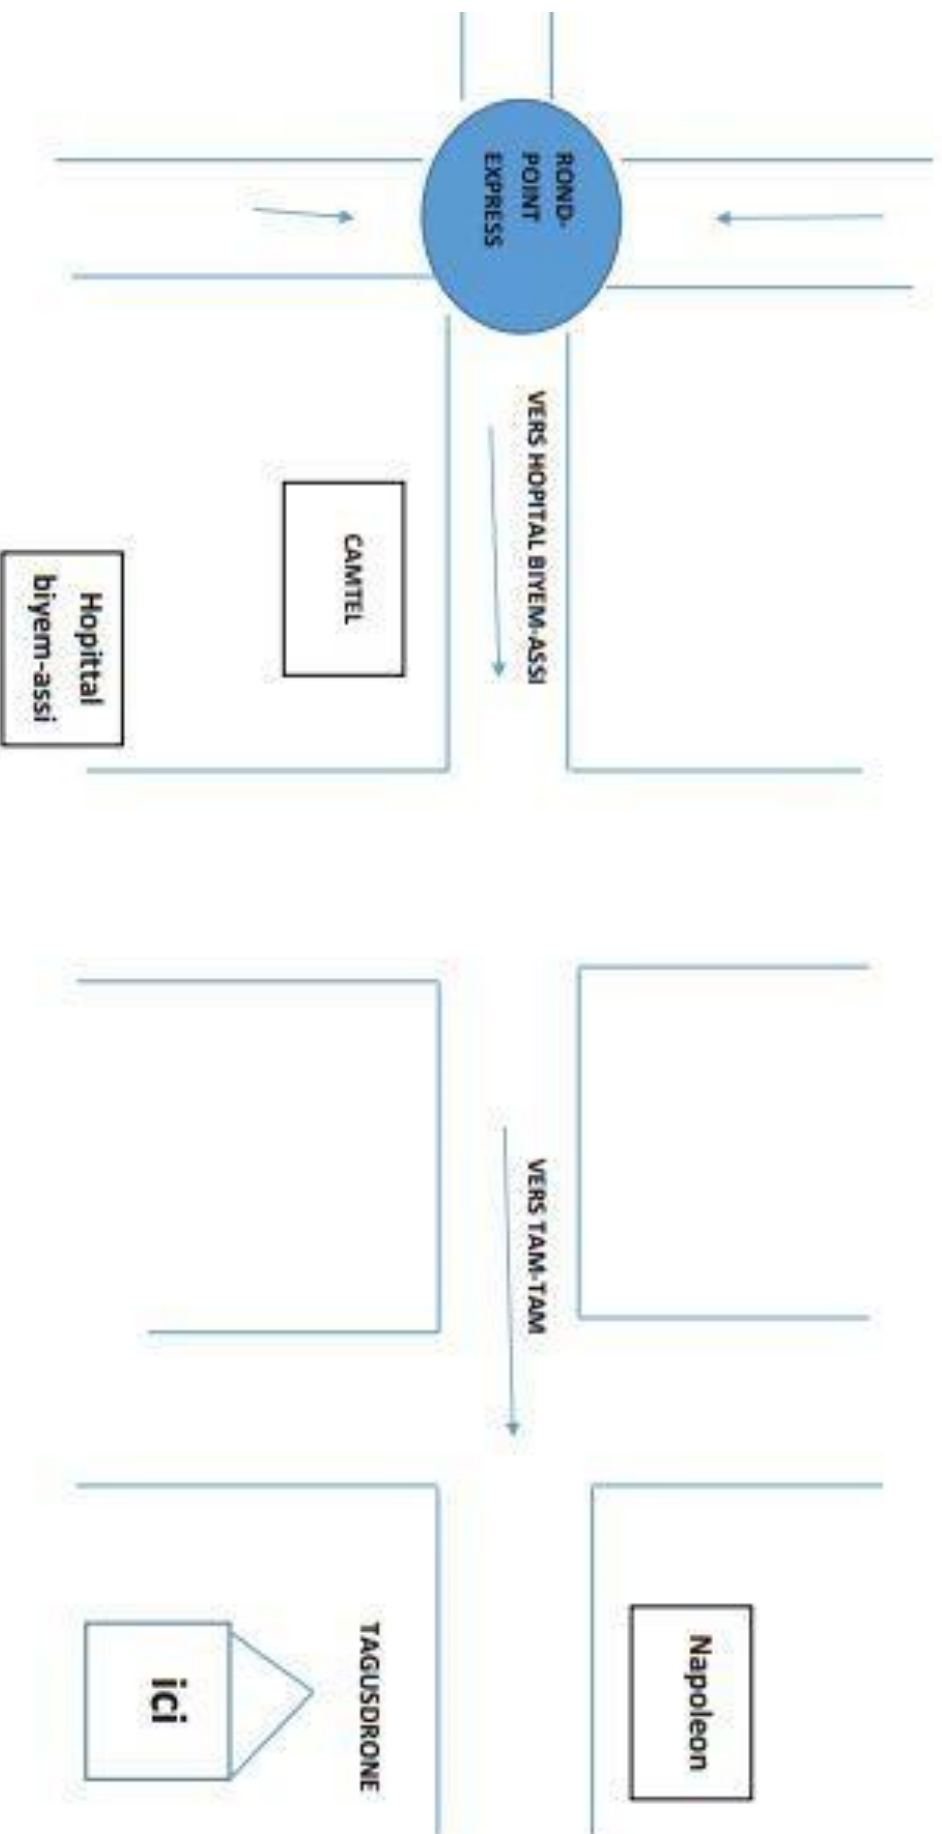 ROND-
POINT
EXPRESS
VERS HOPITAL BIYEM-ASSI
CAMTEL
Hopittal
biyem-assi
VERS TAM-TAM
Napoleon
TAGUSDRONE
ici